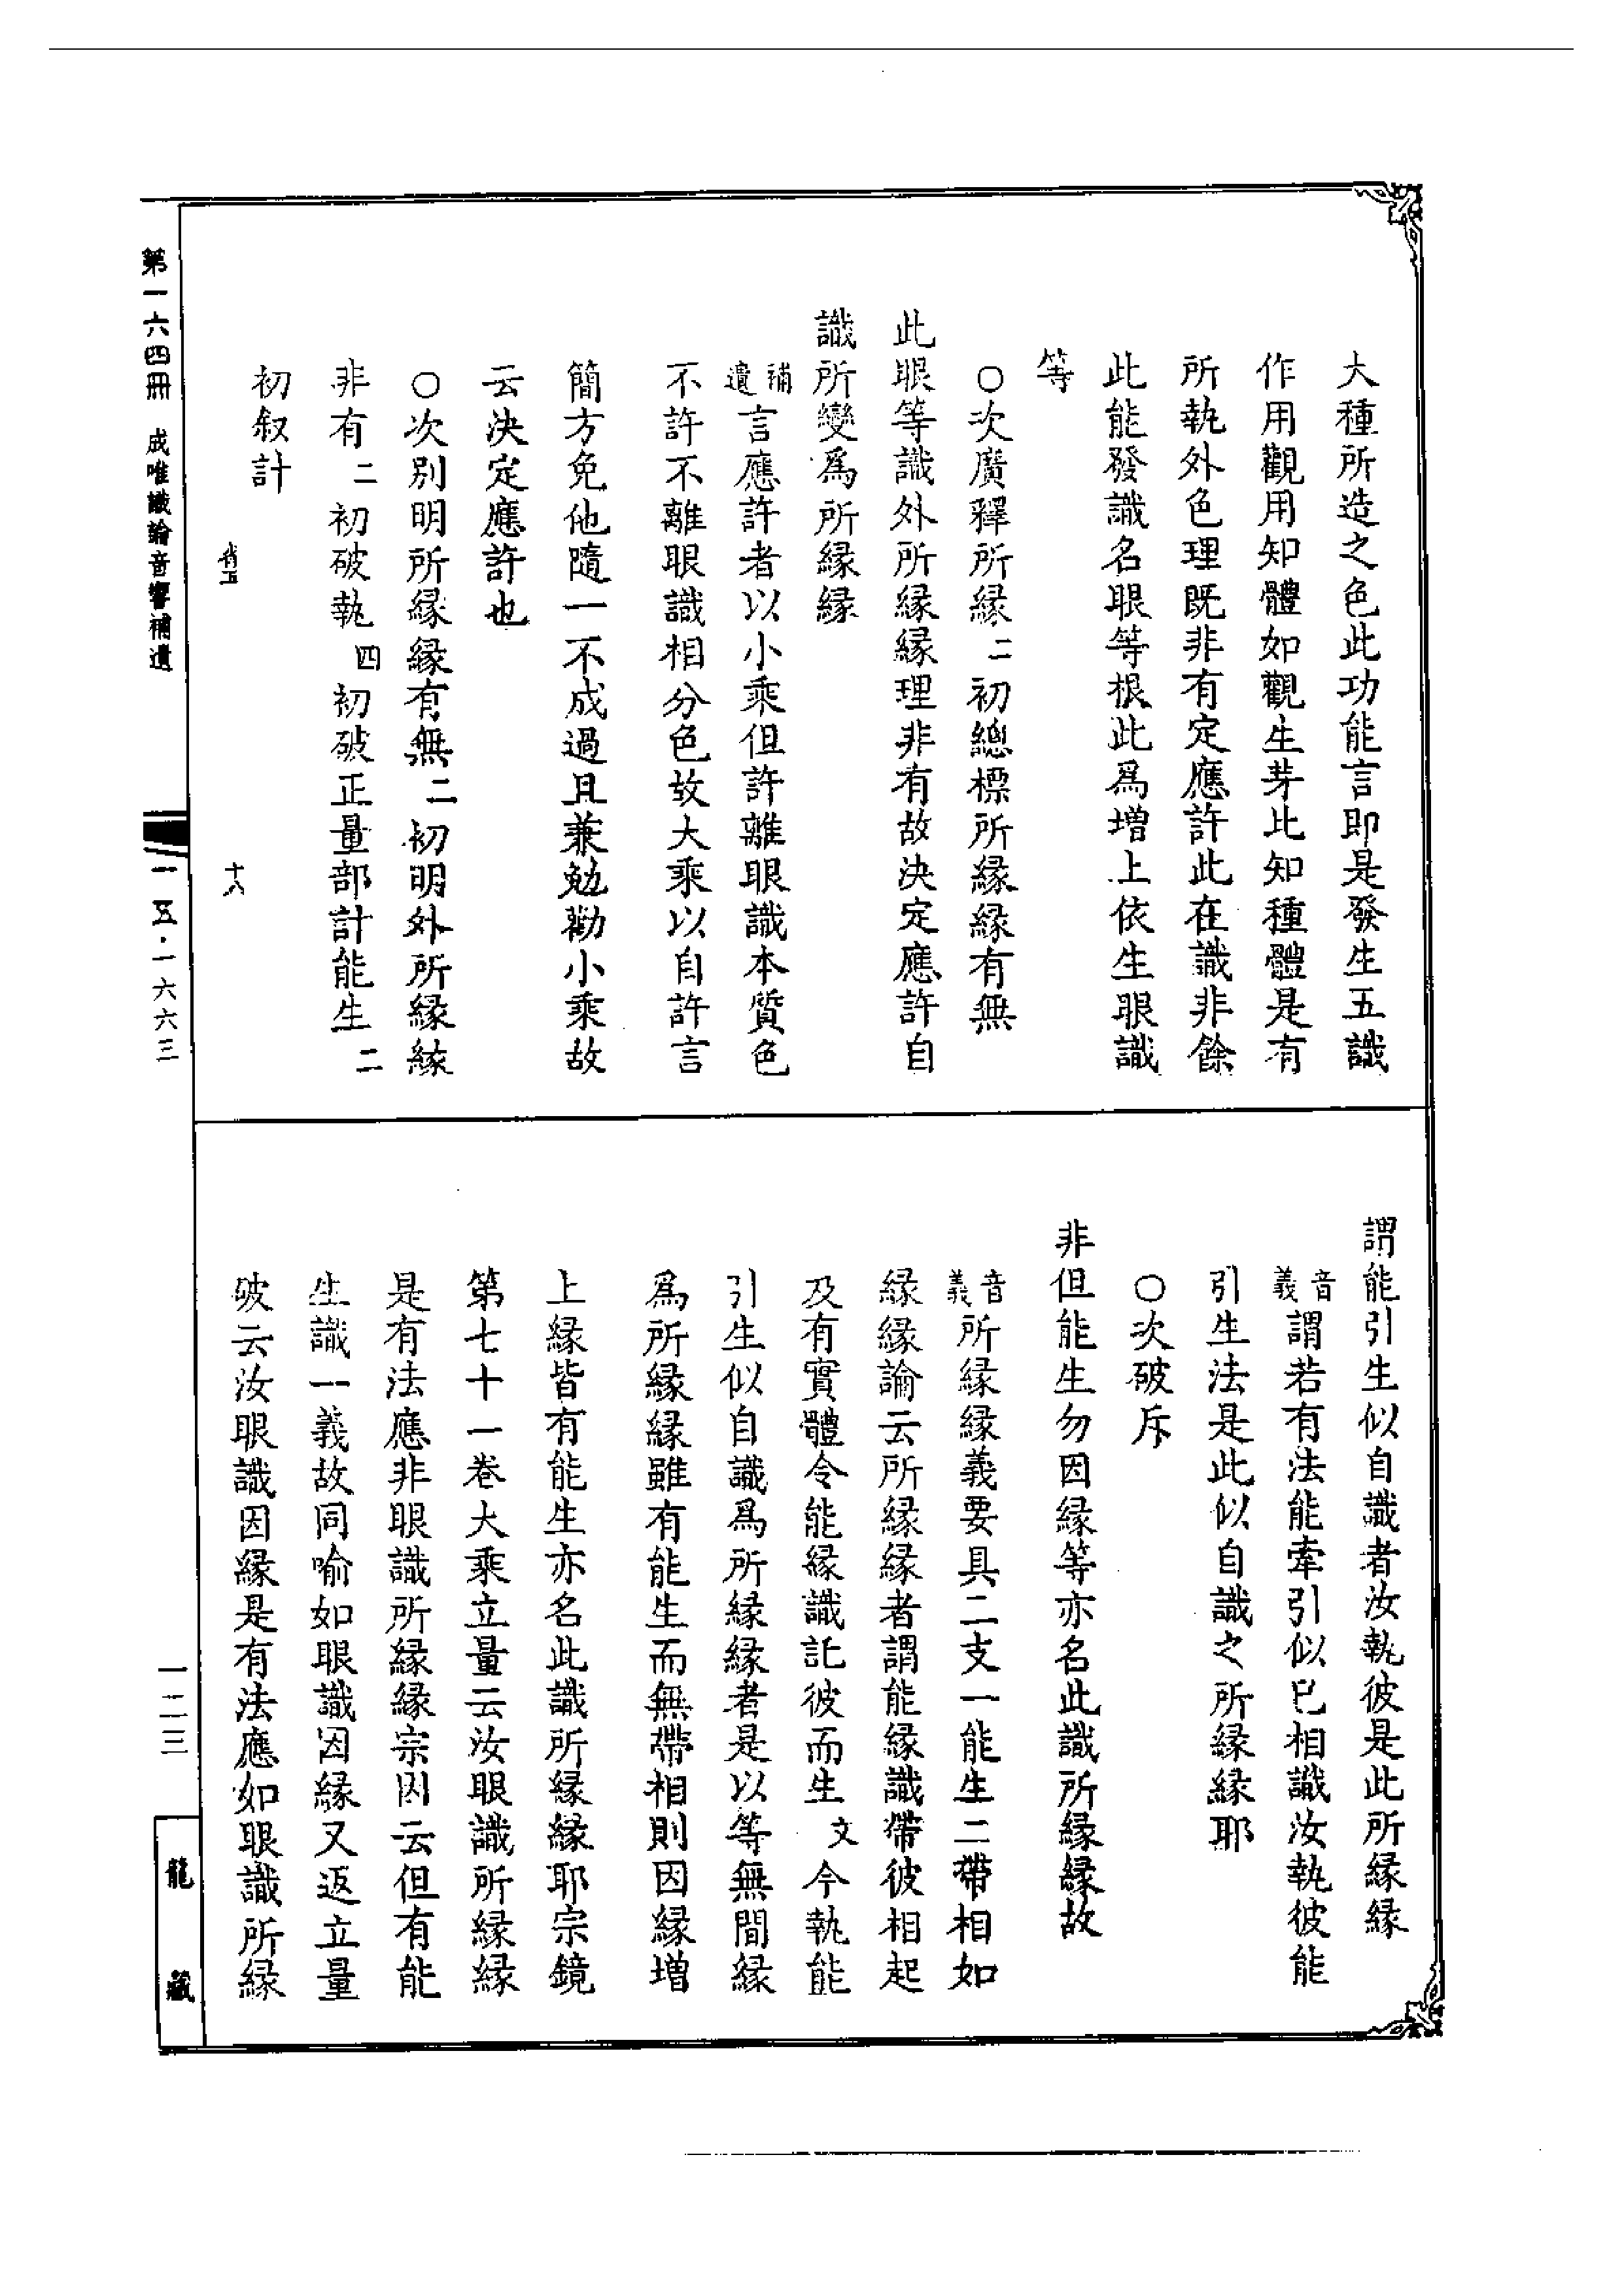 大種所造之色此功能言即是發生五識
作用觀用知體如觀生芽比知種體是有
所執外色理既非有定應許此在識非餘
此能發識名眼等根此為增上依生眼識
等
○次廣釋所緣二初總標所緣緣有無
此眼等識外所緣緣理非有故決定應許自
識所變為所緣緣
補遺言應許者以小乘但許離眼識本質色
不許不離眼識相分色故大乘以自許言
簡方免他隨一不成過且兼勉勸小乘故
云決定應許也
○次別明所緣緣有無二初明外所緣緣
非有二初破執四初破正量部計能生二
初敘計
十八
謂能引生似自識者汝執彼是此所緣緣
音義謂若有法能牽引似已相識汝執彼能
引生法是此似自識之所緣緣耶
○次破斥
非但能生勿因緣等亦名此識所緣緣故
音義所緣緣義要具二支一能生二帶相如
緣緣論云所緣緣者謂能緣識帶彼相起
及有實體令能緣識託彼而生文今執能
引生似自識為所緣緣者是以等無間緣
為所緣緣雖有能生而無帶相則因緣增
上緣皆有能生亦名此識所緣緣耶宗鏡
第七十一卷大乘立量云汝眼識所緣緣
是有法應非眼識所緣緣宗因云但有能
生識一義故同喻如眼識因緣又返立量
破云汝眼識因緣是有法應如眼識所緣
第一六四冊 成唯識論音響補遺
一五·一六六三
一二三
龍藏